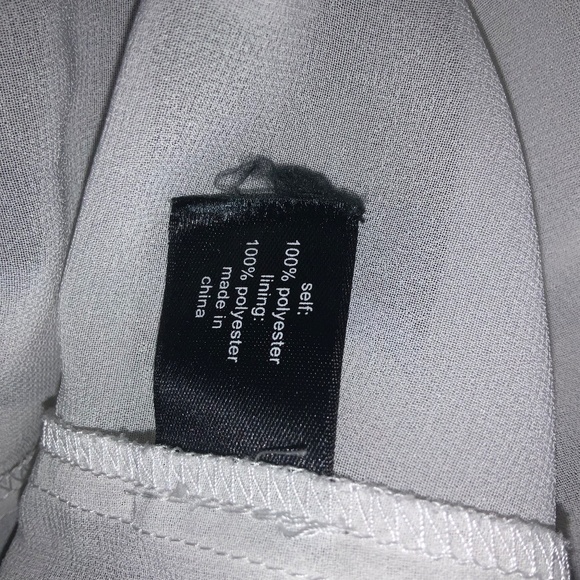 self:
100% polyester
lining:
100% polyester
made in
china